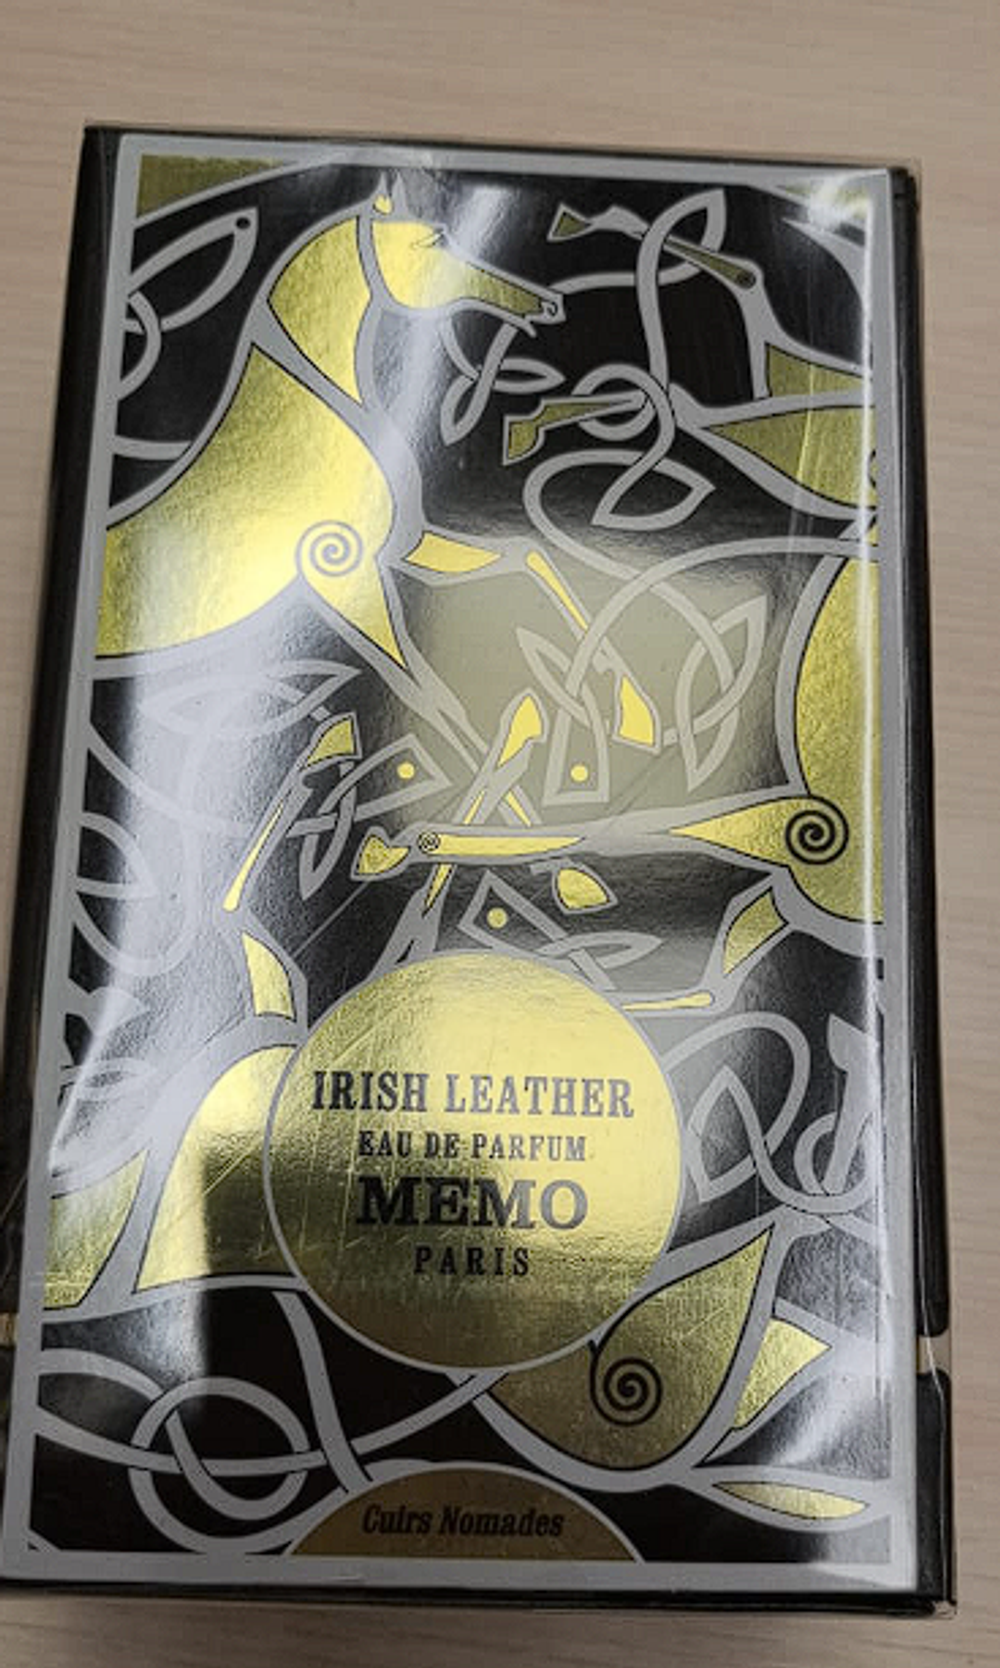 IRISH LEATHER
EAU DE PARFUM
MEMO
PARIS
Cuirs Nomades